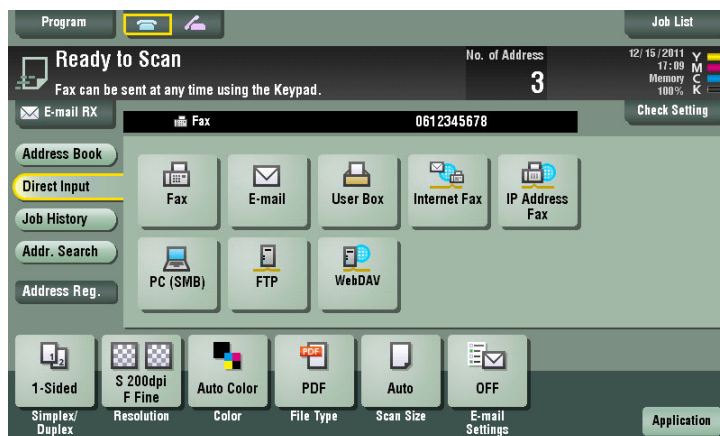 Program
Job List
Ready to Scan
No. of Address
3
Fax can be sent at any time using the Keypad.
12/15/2011
17:09
Memory
100%
Y
M
C
K
E-mail RX
Fax
0612345678
Check Setting
Address Book
Direct Input
Job History
Addr. Search
Address Reg.
Fax
E-mail
User Box
Internet Fax
IP Address
Fax
PC (SMB)
FTP
WebDAV
1 2
1-Sided
S 200dpi
F Fine
Auto Color
PDF
PDF
Auto
OFF
Simplex/
Duplex
Resolution
Color
File Type
Scan Size
E-mail
Settings
Application